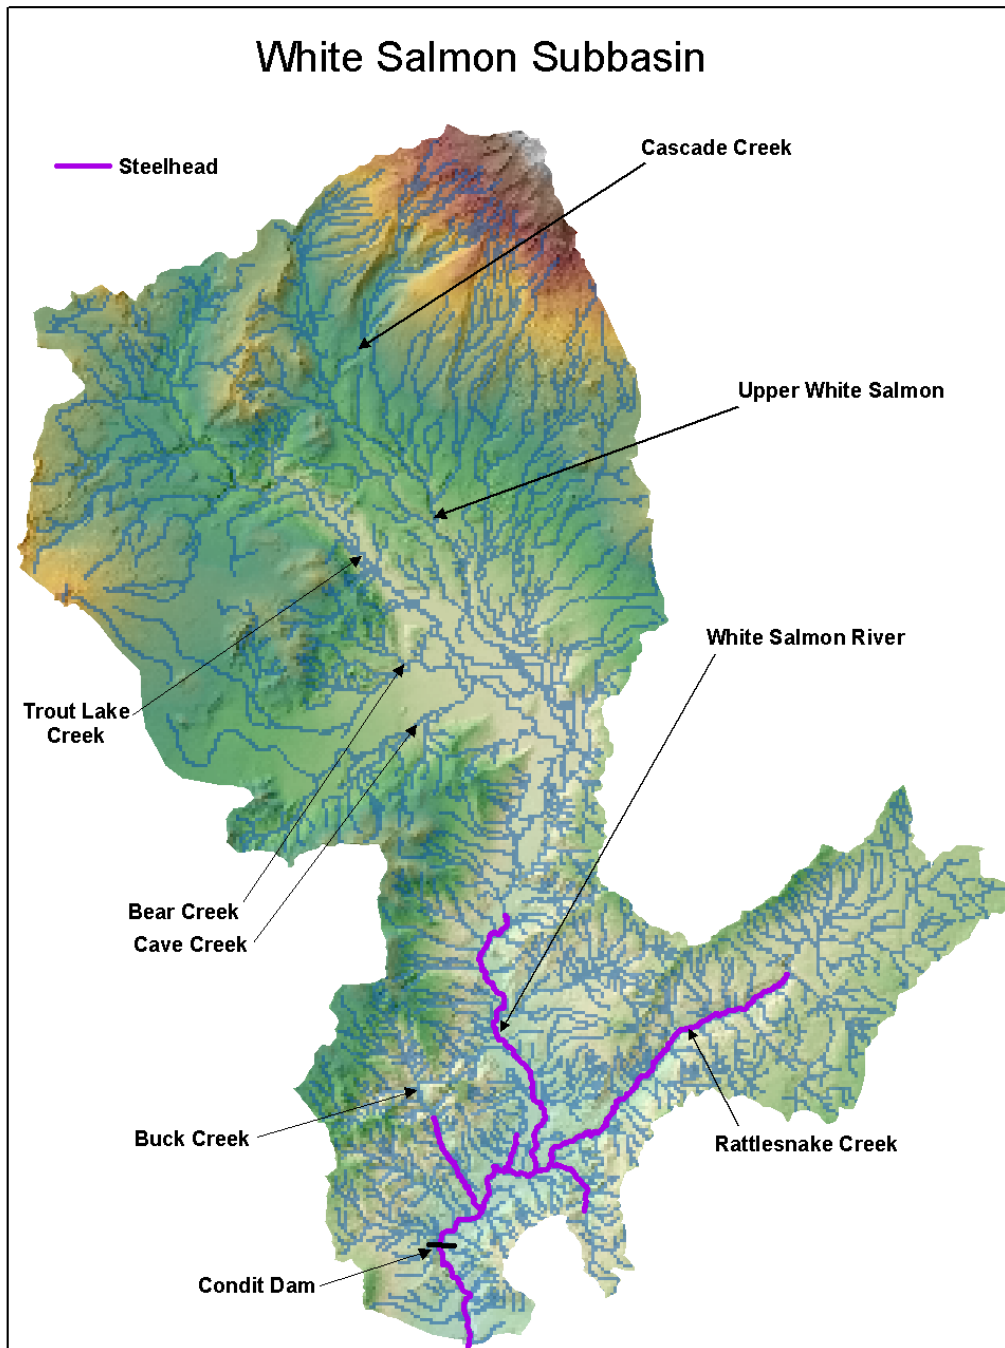 White Salmon Subbasin
Steelhead
Cascade Creek
Upper White Salmon
White Salmon River
Trout Lake
Creek
Bear Creek
Cave Creek
Buck Creek
Rattlesnake Creek
Condit Dam